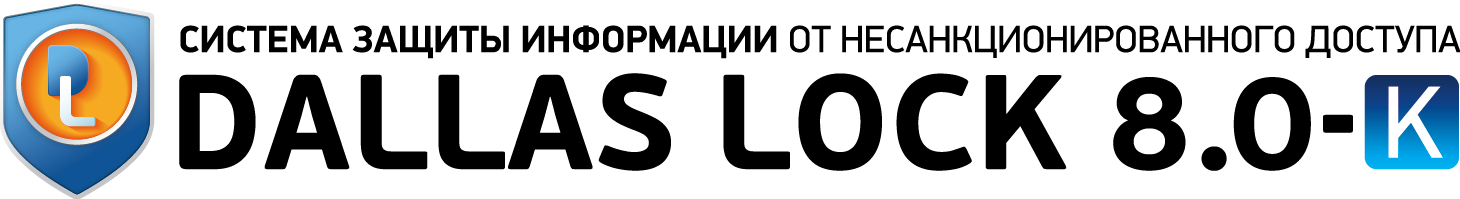 СИСТЕМА ЗАЩИТЫ ИНФОРМАЦИИ ОТ НЕСАНКЦИОНИРОВАННОГО ДОСТУПА
DL
DALLAS LOCK 8.0-K